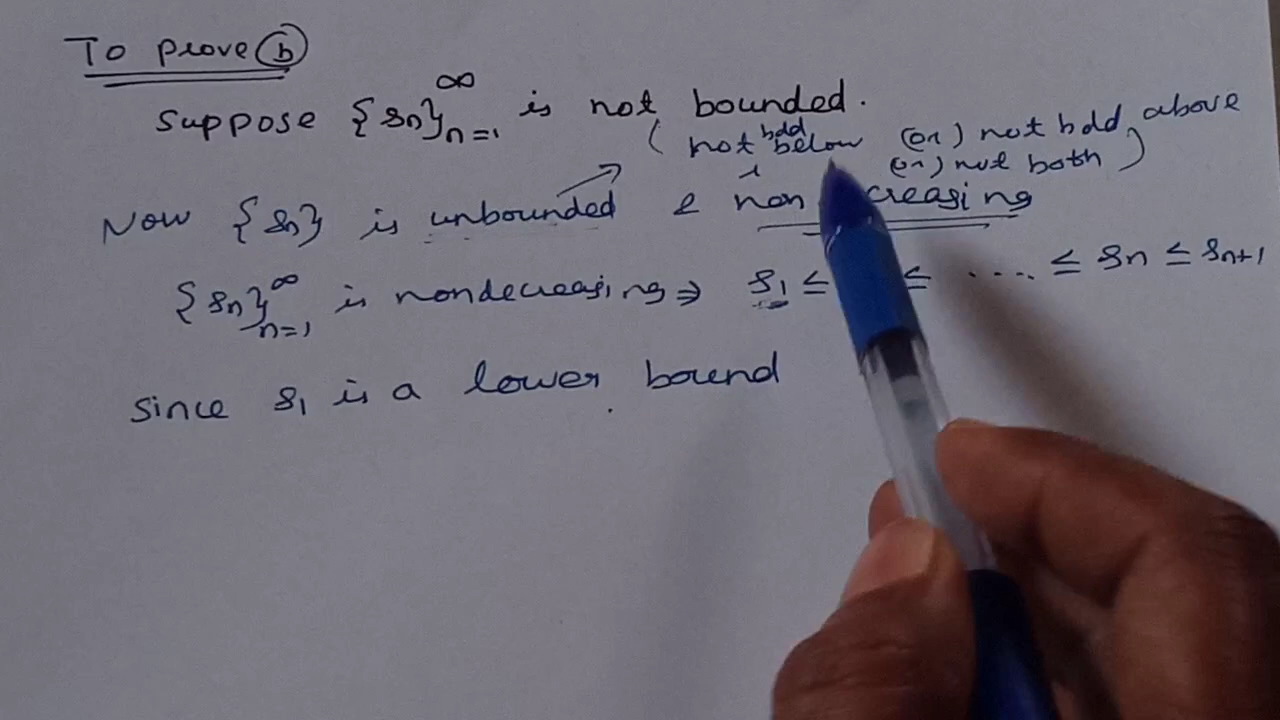 To prove (b)
Suppose {sn}∞n=1 is not bounded.
( not bdd below (or) not bdd above
(or) not both )
Now {sn} is unbounded & non creasing
{sn}∞n=1 is nondecreasing ⇒ s1 ≤ ≤ .... ≤ sn ≤ sn+1
Since s1 is a lower bound